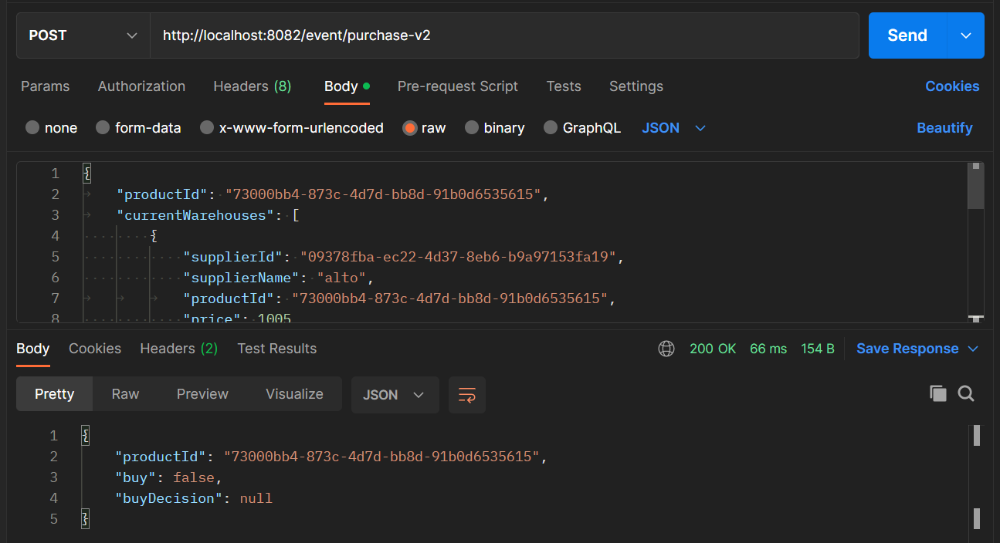 POST http://localhost:8082/event/purchase-v2 Send
Params Authorization Headers (8) Body Pre-request Script Tests Settings Cookies
none form-data x-www-form-urlencoded raw binary GraphQL JSON Beautify
1 {
2 "productId": "73000bb4-873c-4d7d-bb8d-91b0d6535615",
3 "currentWarehouses": [
4 {
5 "supplierId": "09378fba-ec22-4d37-8eb6-b9a97153fa19",
6 "supplierName": "alto",
7 "productId": "73000bb4-873c-4d7d-bb8d-91b0d6535615",
8 "price": 1005
Body Cookies Headers (2) Test Results 200 OK 66 ms 154 B Save Response
Pretty Raw Preview Visualize JSON
1 {
2 "productId": "73000bb4-873c-4d7d-bb8d-91b0d6535615",
3 "buy": false,
4 "buyDecision": null
5 }